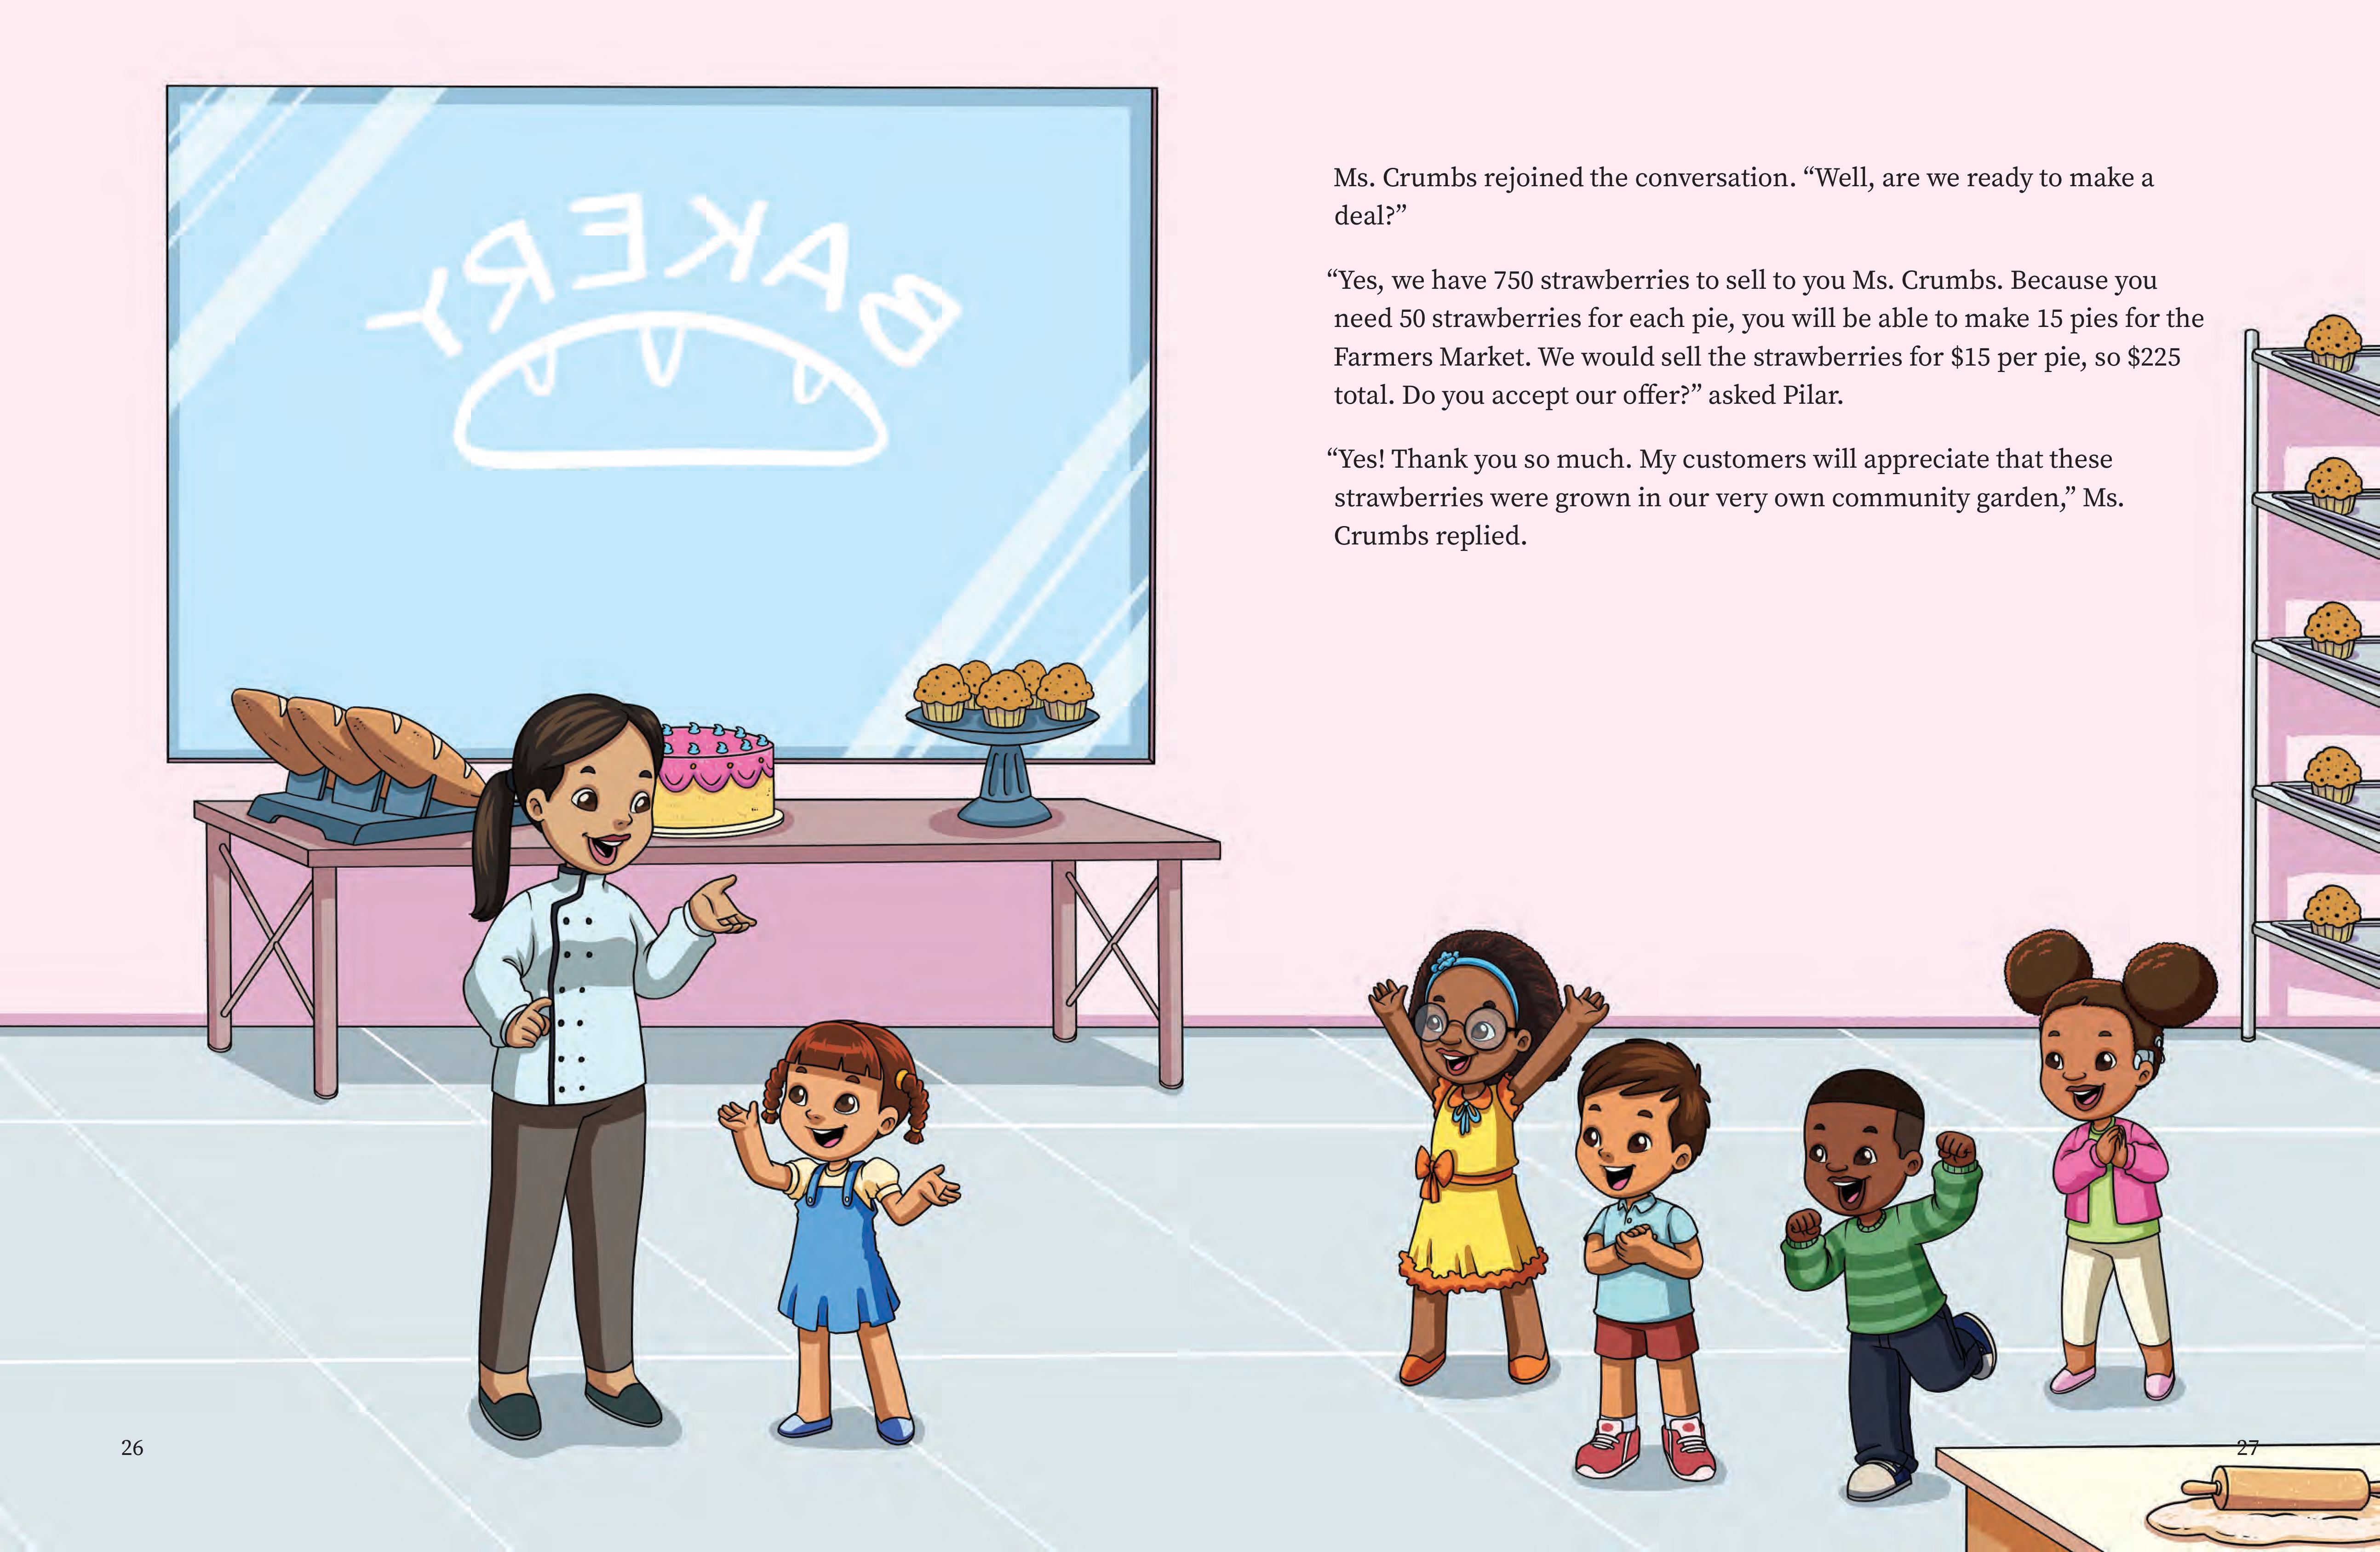 BAKERY
Ms. Crumbs rejoined the conversation. “Well, are we ready to make a
deal?”
“Yes, we have 750 strawberries to sell to you Ms. Crumbs. Because you
need 50 strawberries for each pie, you will be able to make 15 pies for the
Farmers Market. We would sell the strawberries for $15 per pie, so $225
total. Do you accept our offer?” asked Pilar.
“Yes! Thank you so much. My customers will appreciate that these
strawberries were grown in our very own community garden,” Ms.
Crumbs replied.
26
27